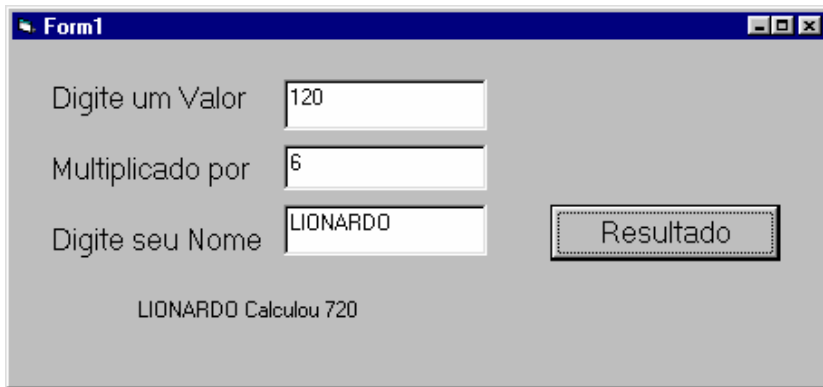 Form1
Digite um Valor 120
Multiplicado por 6
Digite seu Nome LIONARDO
Resultado
LIONARDO Calculou 720